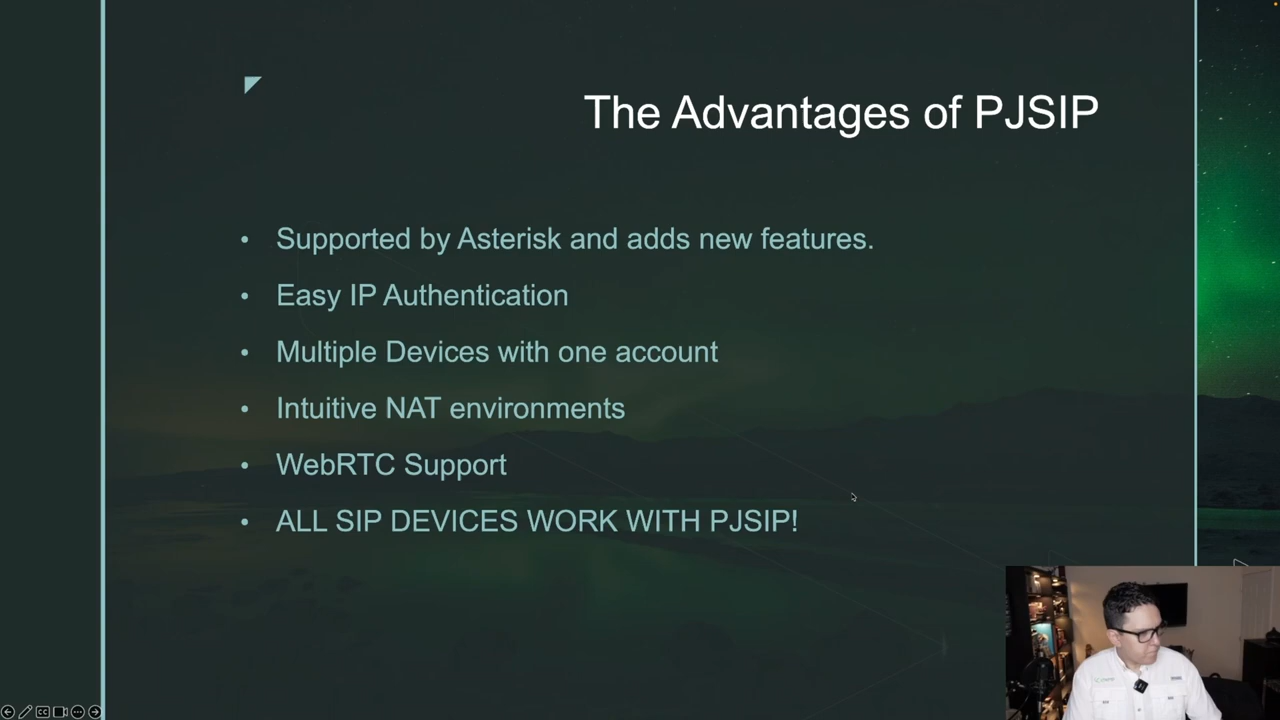 The Advantages of PJSIP
• Supported by Asterisk and adds new features.
• Easy IP Authentication
• Multiple Devices with one account
• Intuitive NAT environments
• WebRTC Support
• ALL SIP DEVICES WORK WITH PJSIP!